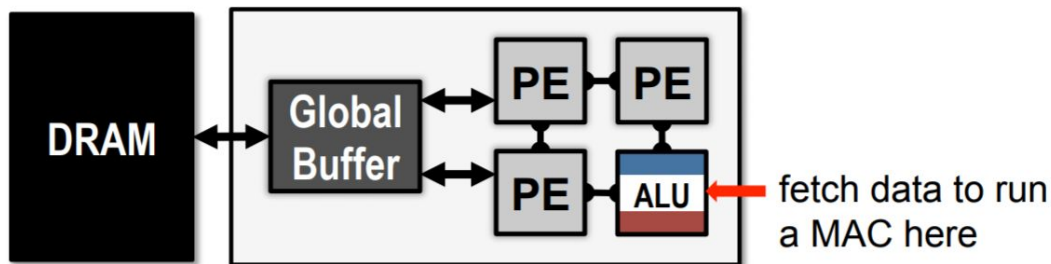 DRAM
Global
Buffer
PE
PE
PE
ALU
fetch data to run
a MAC here